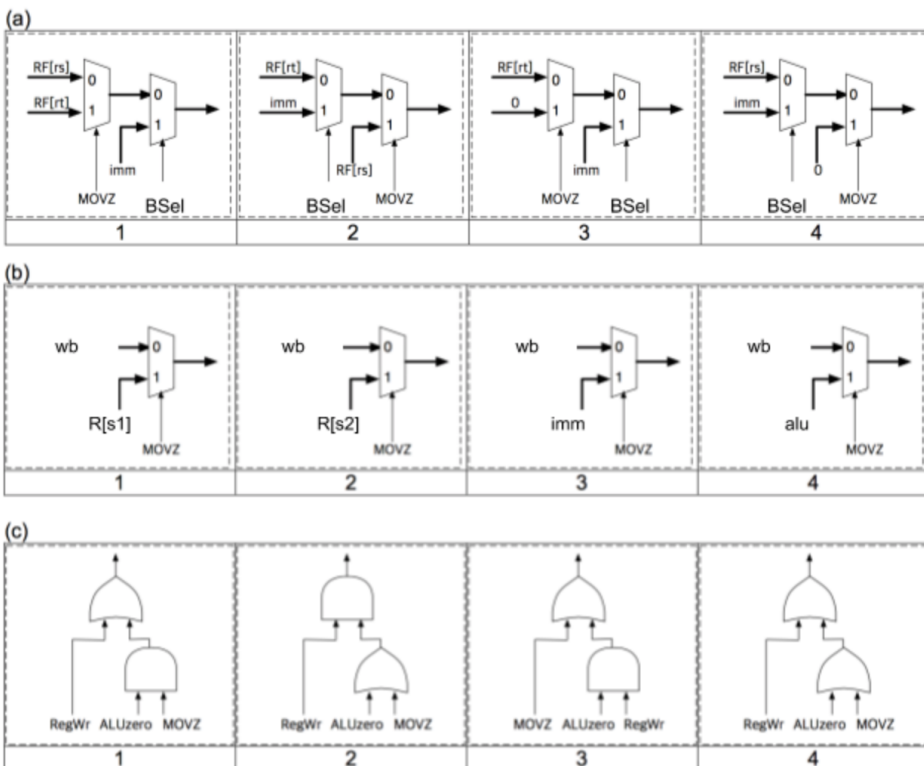 (a)
RF[rs] 0 0 RF[rt] 1 1 imm MOVZ BSel
RF[rt] 0 0 imm 1 1 RF[rs] BSel MOVZ
RF[rt] 0 0 0 1 1 imm MOVZ BSel
RF[rs] 0 0 imm 1 1 0 BSel MOVZ
1 2 3 4
(b)
wb 0 wb 0 wb 0 wb 0
1 1 1 1
R[s1] R[s2] imm alu
MOVZ MOVZ MOVZ MOVZ
1 2 3 4
(c)
RegWr ALUzero MOVZ RegWr ALUzero MOVZ MOVZ ALUzero RegWr RegWr ALUzero MOVZ
1 2 3 4